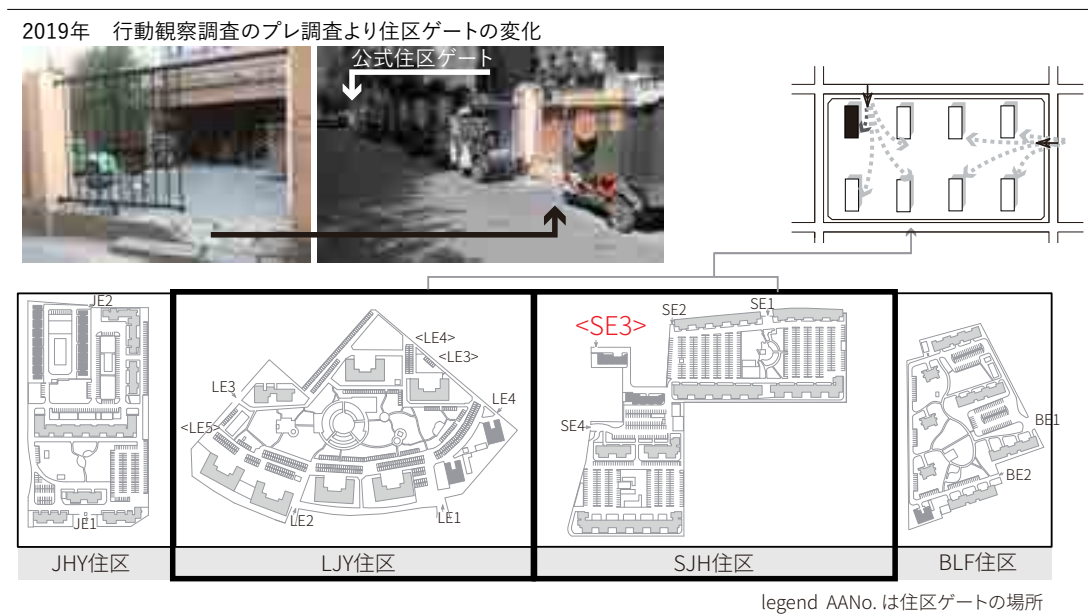 2019年　行動観察調査のプレ調査より住区ゲートの変化
公式住区ゲート
JE2
JE1
LE3
<LE5>
LE2
LE1
LE4
<LE3>
<LE4>
<SE3>
SE2
SE1
SE4
BE1
BE2
JHY住区
LJY住区
SJH住区
BLF住区
legend AANo. は住区ゲートの場所